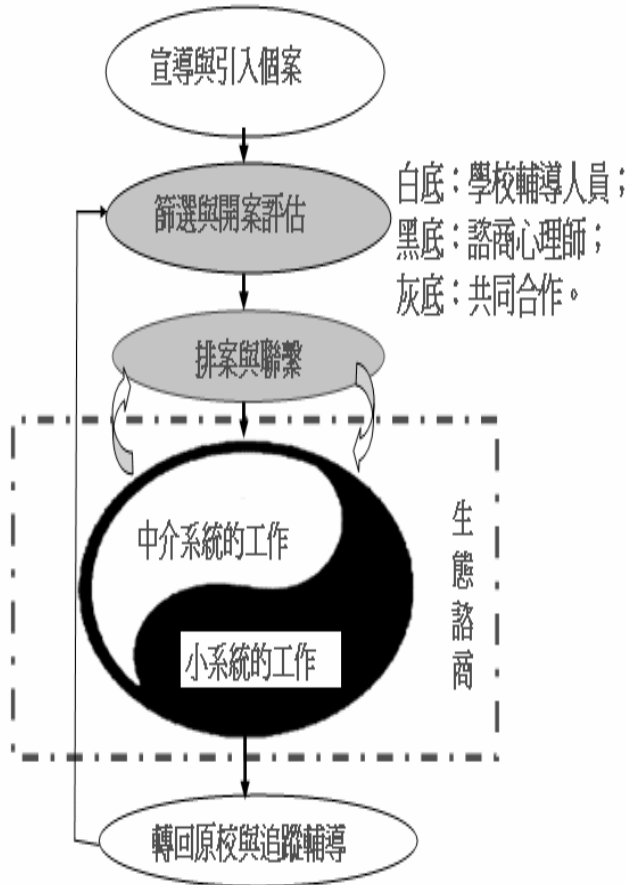 宣導與引入個案
篩選與開案評估
白底：學校輔導人員；
黑底：諮商心理師；
灰底：共同合作。
排案與聯繫
中介系統的工作
小系統的工作
生態諮商
轉回原校與追蹤輔導